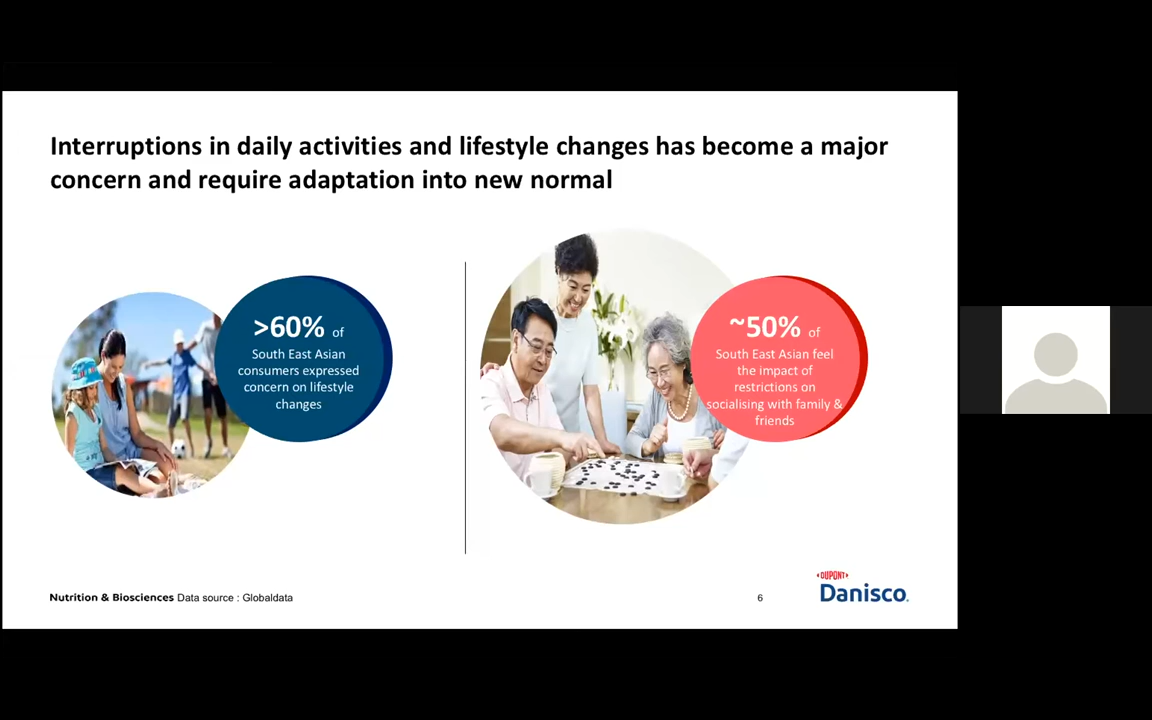 Interruptions in daily activities and lifestyle changes has become a major
concern and require adaptation into new normal
>60% of
South East Asian
consumers expressed
concern on lifestyle
changes
~50% of
South East Asian feel
the impact of
restrictions on
socialising with family &
friends
Nutrition & Biosciences Data source : Globaldata
6
DUPONT
Danisco.